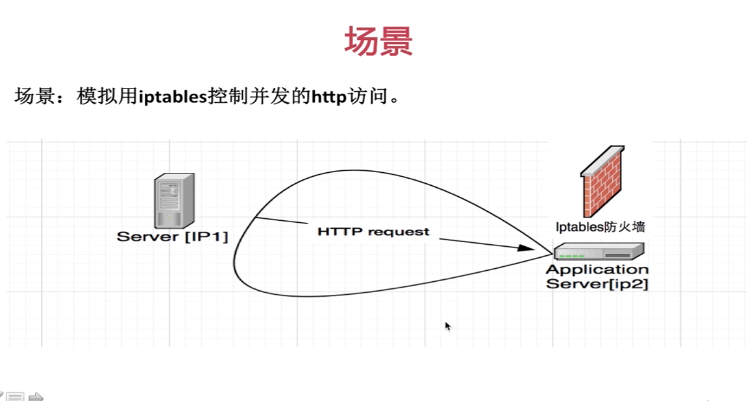 场景
场景：模拟用iptables控制并发的http访问。
Server [IP1]
HTTP request
Iptables防火墙
Application
Server[ip2]